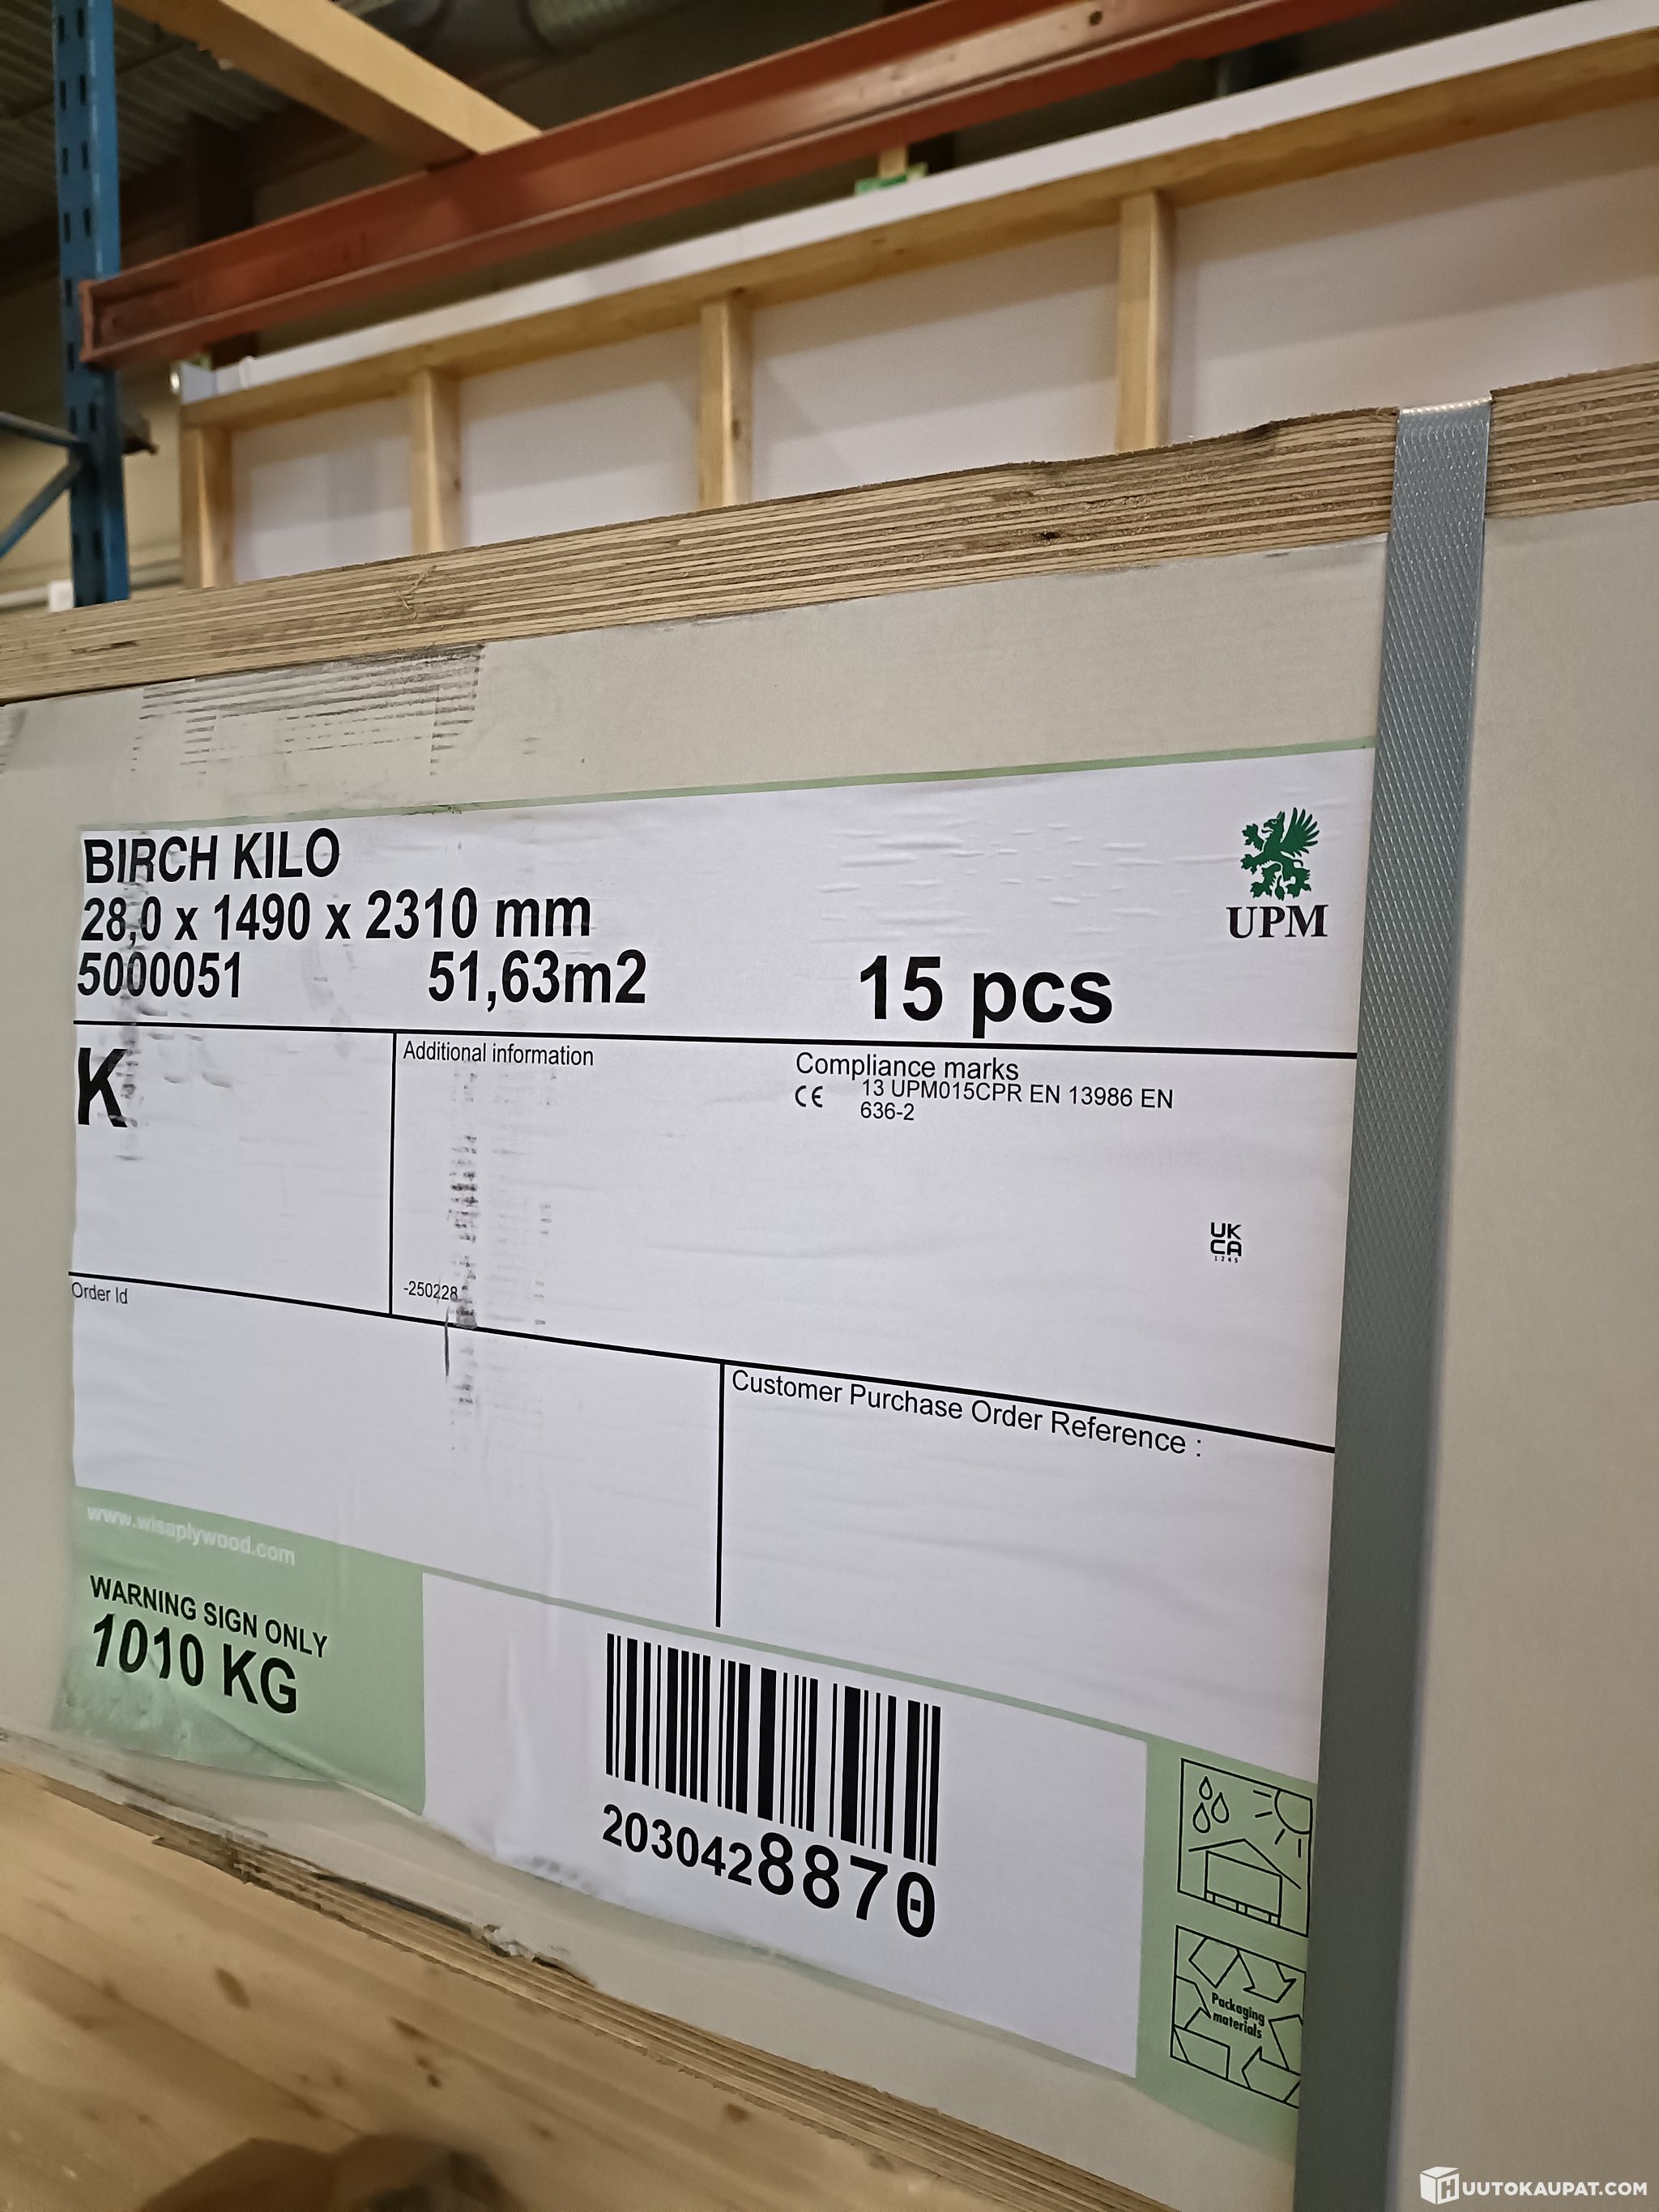 BIRCH KILO
28,0 x 1490 x 2310 mm
5000051 51,63m2 15 pcs
UPM
K
Additional information
Compliance marks
CE 13 UPM015CPR EN 13986 EN
636-2
UK
CA
-250228
Order Id
Customer Purchase Order Reference :
www.wisaplywood.com
WARNING SIGN ONLY
1010 KG
2030428870
Packaging
materials
HUUTOKAUPAT.COM